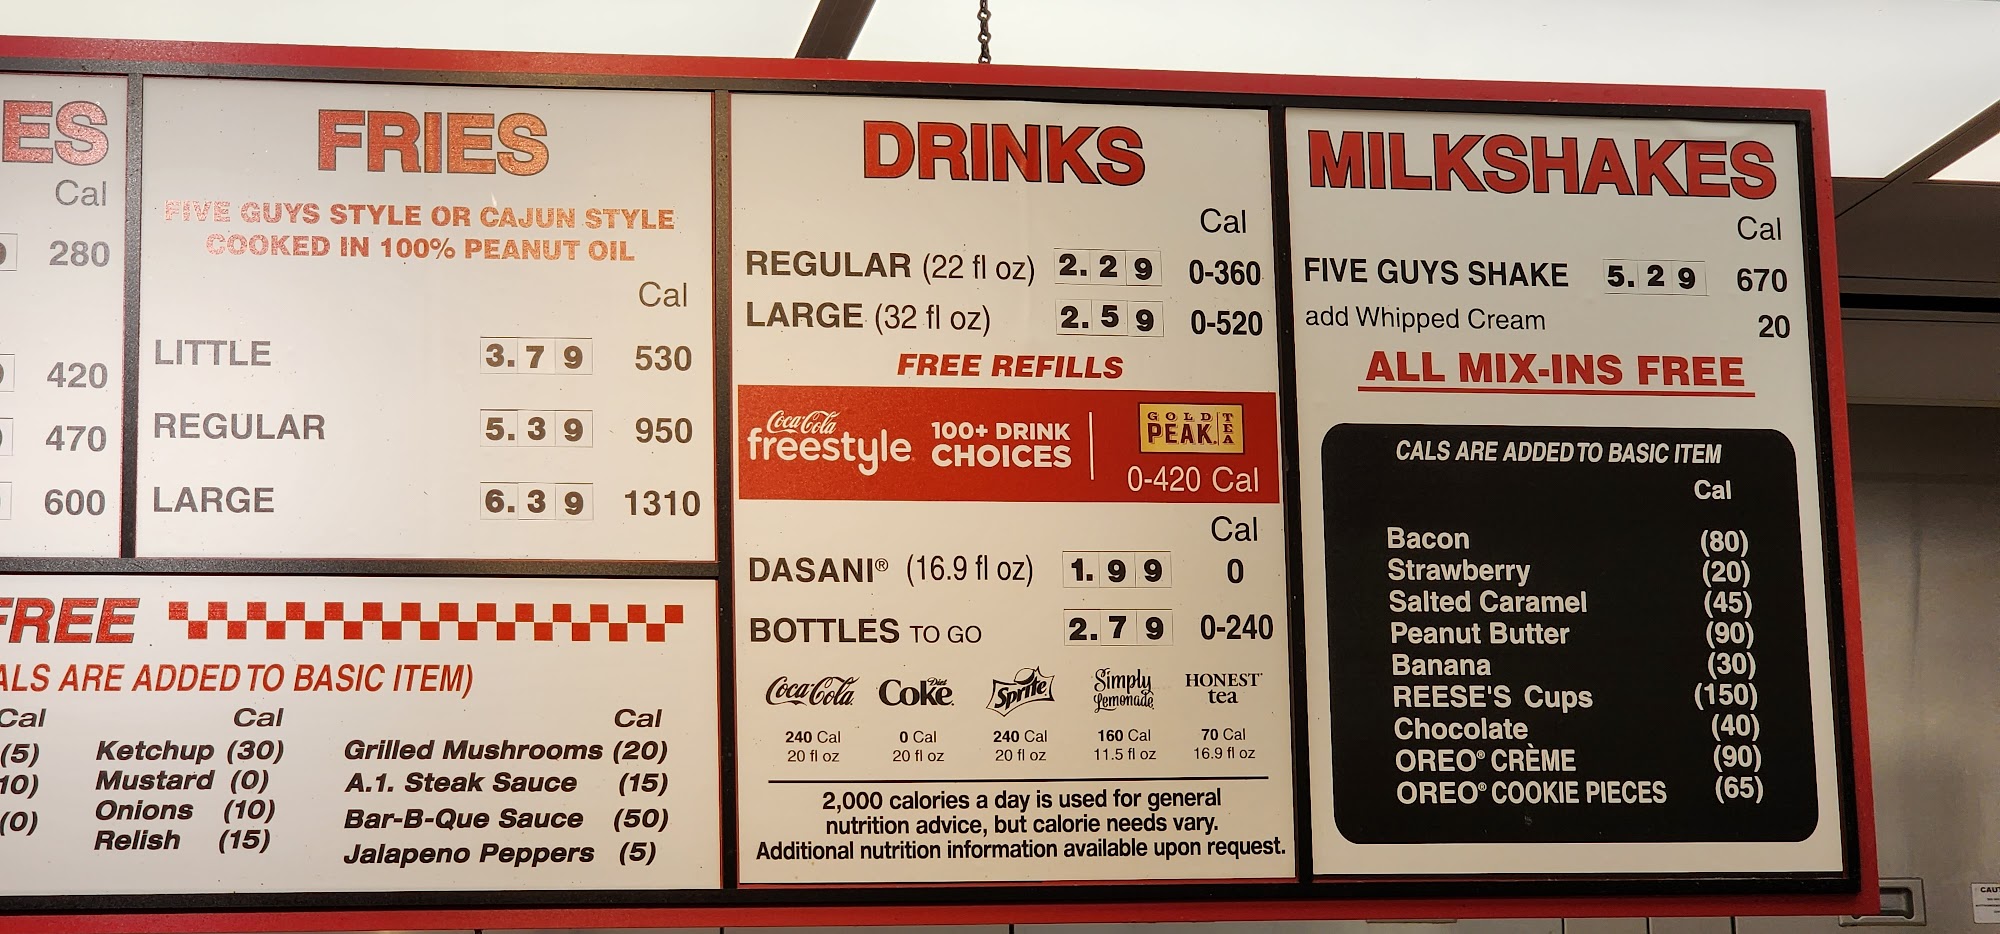 ES
Cal
280
420
470
600
FRIES
FIVE GUYS STYLE OR CAJUN STYLE
COOKED IN 100% PEANUT OIL
Cal
LITTLE 3.79 530
REGULAR 5.39 950
LARGE 6.39 1310
FREE
ALS ARE ADDED TO BASIC ITEM)
Cal Cal Cal
(5) Ketchup (30) Grilled Mushrooms (20)
10) Mustard (0) A.1. Steak Sauce (15)
(0) Onions (10) Bar-B-Que Sauce (50)
Relish (15) Jalapeno Peppers (5)
DRINKS
Cal
REGULAR (22 fl oz) 2.29 0-360
LARGE (32 fl oz) 2.59 0-520
FREE REFILLS
Coca-Cola
freestyle
100+ DRINK
CHOICES
GOLD
PEAK
TEA
0-420 Cal
Cal
DASANI® (16.9 fl oz) 1.99 0
BOTTLES TO GO 2.79 0-240
Coca-Cola Diet Coke Sprite Simply Lemonade HONEST tea
240 Cal 0 Cal 240 Cal 160 Cal 70 Cal
20 fl oz 20 fl oz 20 fl oz 11.5 fl oz 16.9 fl oz
2,000 calories a day is used for general
nutrition advice, but calorie needs vary.
Additional nutrition information available upon request.
MILKSHAKES
Cal
FIVE GUYS SHAKE 5.29 670
add Whipped Cream 20
ALL MIX-INS FREE
CALS ARE ADDED TO BASIC ITEM
Cal
Bacon (80)
Strawberry (20)
Salted Caramel (45)
Peanut Butter (90)
Banana (30)
REESE'S Cups (150)
Chocolate (40)
OREO® CRÈME (90)
OREO® COOKIE PIECES (65)